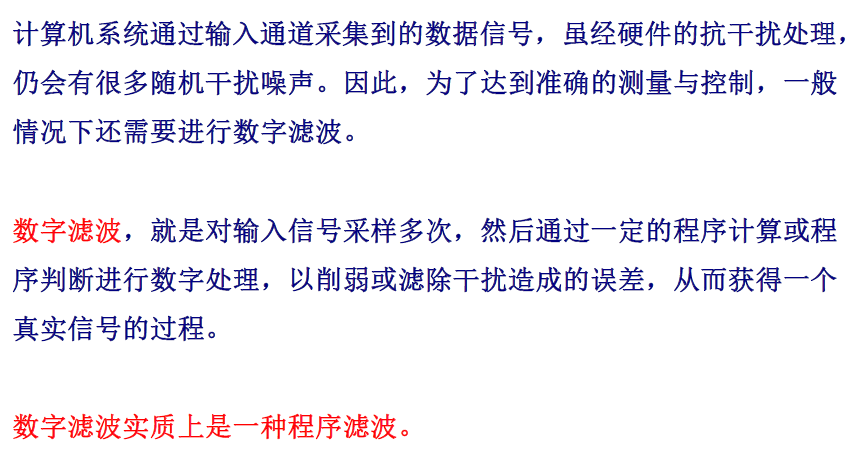 计算机系统通过输入通道采集到的数据信号，虽经硬件的抗干扰处理，
仍会有很多随机干扰噪声。因此，为了达到准确的测量与控制，一般
情况下还需要进行数字滤波。
数字滤波，就是对输入信号采样多次，然后通过一定的程序计算或程
序判断进行数字处理，以削弱或滤除干扰造成的误差，从而获得一个
真实信号的过程。
数字滤波实质上是一种程序滤波。